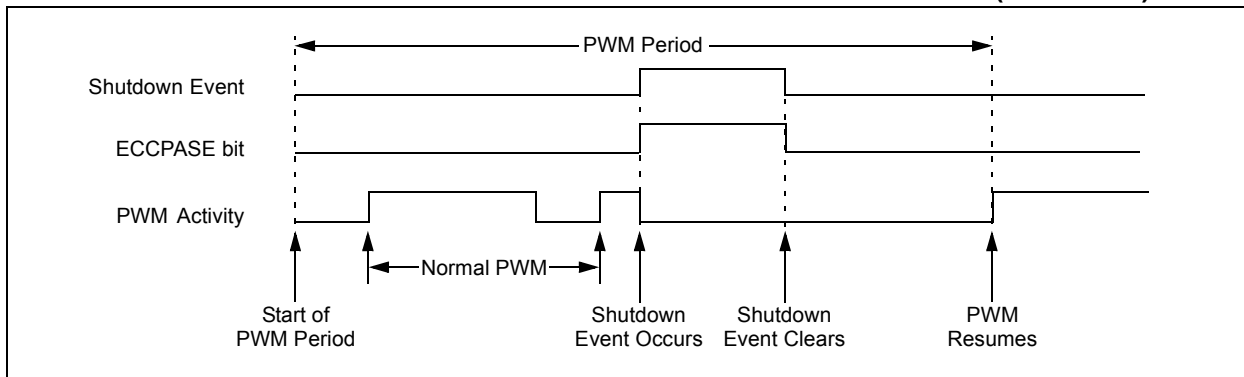 PWM Period
Shutdown Event
ECCPASE bit
PWM Activity
Normal PWM
Start of
PWM Period
Shutdown
Event Occurs
Shutdown
Event Clears
PWM
Resumes